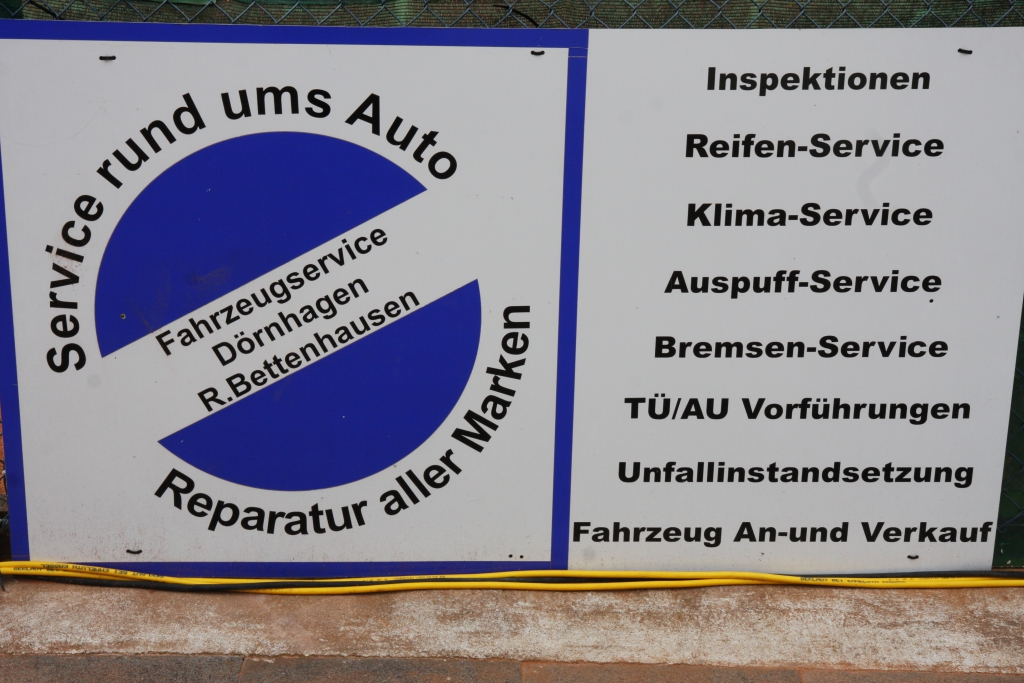 Service rund ums Auto
Fahrzeugservice
Dörnhagen
R.Bettenhausen
Reparatur aller Marken
Inspektionen
Reifen-Service
Klima-Service
Auspuff-Service
Bremsen-Service
TÜ/AU Vorführungen
Unfallinstandsetzung
Fahrzeug An-und Verkauf